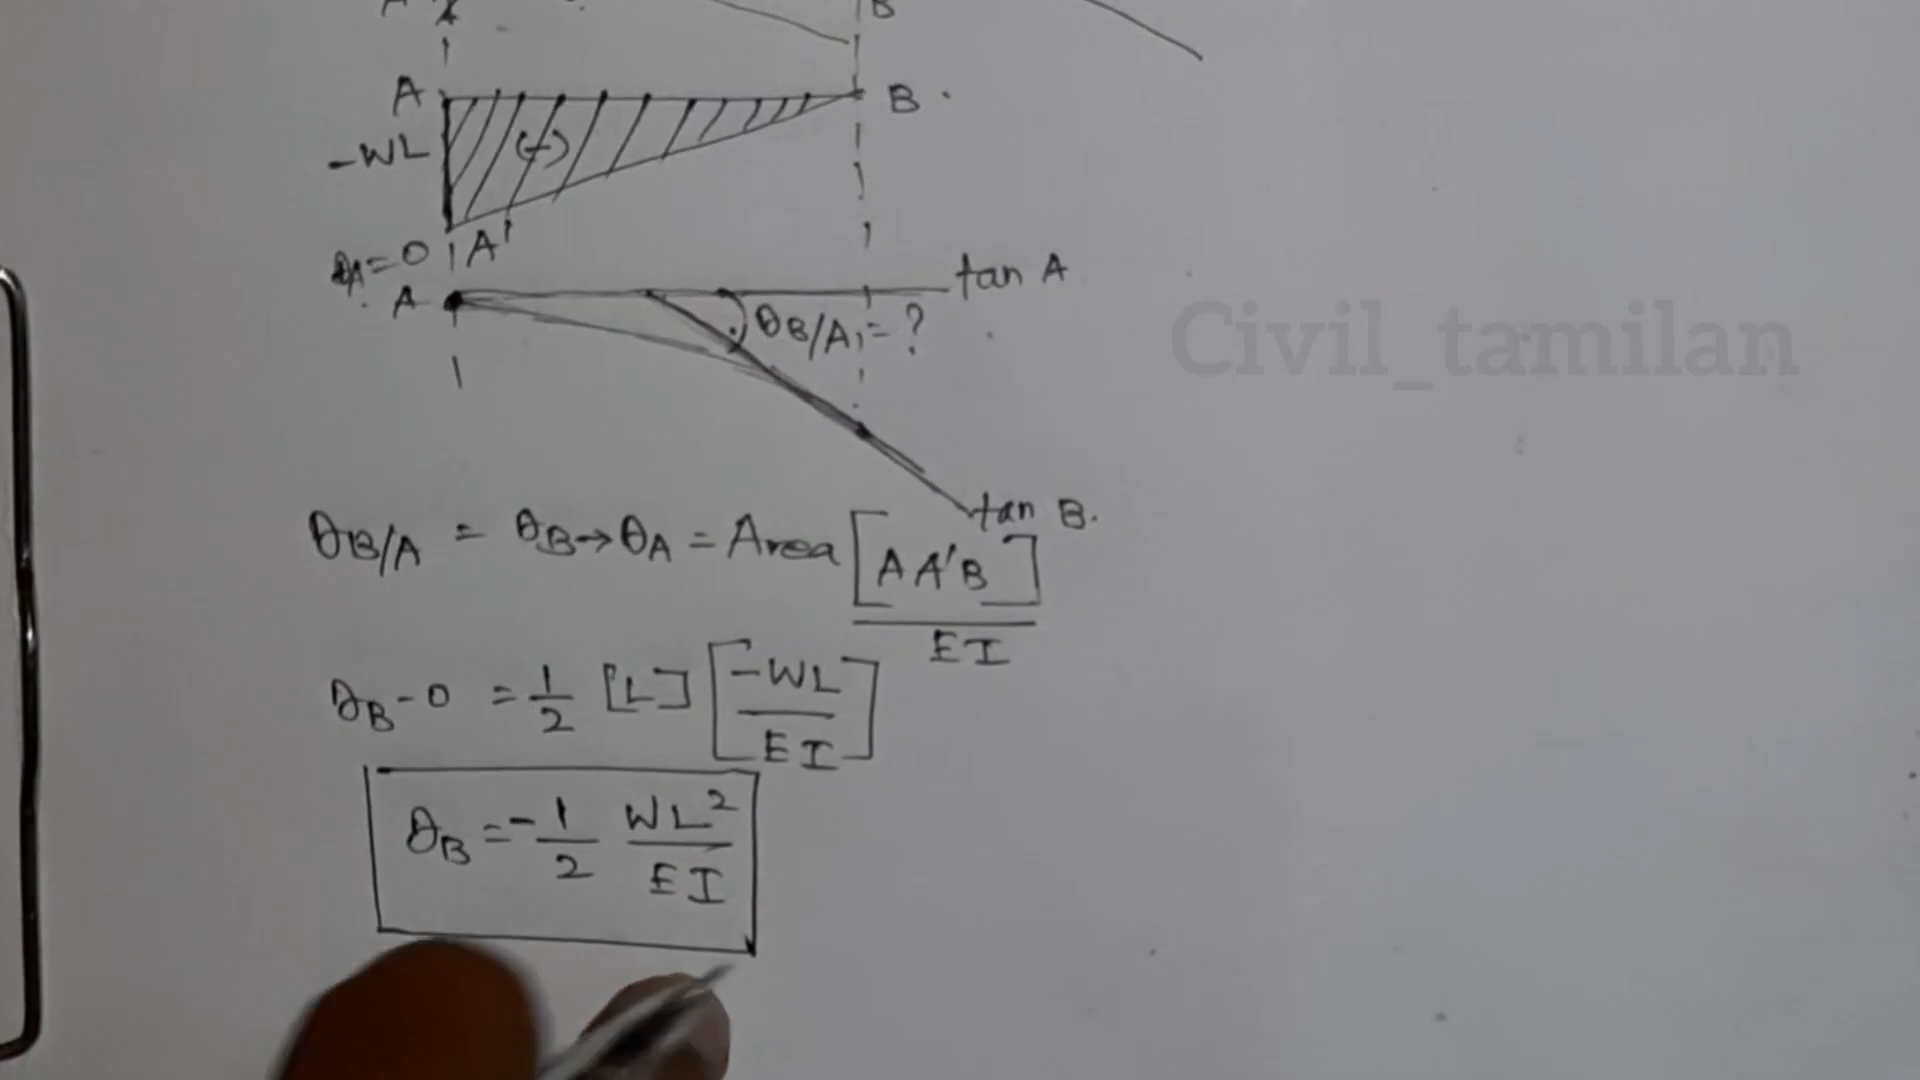 A B
A B
-WL (-)
θA=0 A'
A tan A
θB/A = ?
tan B.
θB/A = θB→θA = Area [AA'B] / EI
θB-0 = 1/2 [L] [-WL/EI]
θB = -1/2 WL²/EI
Civil_tamilan